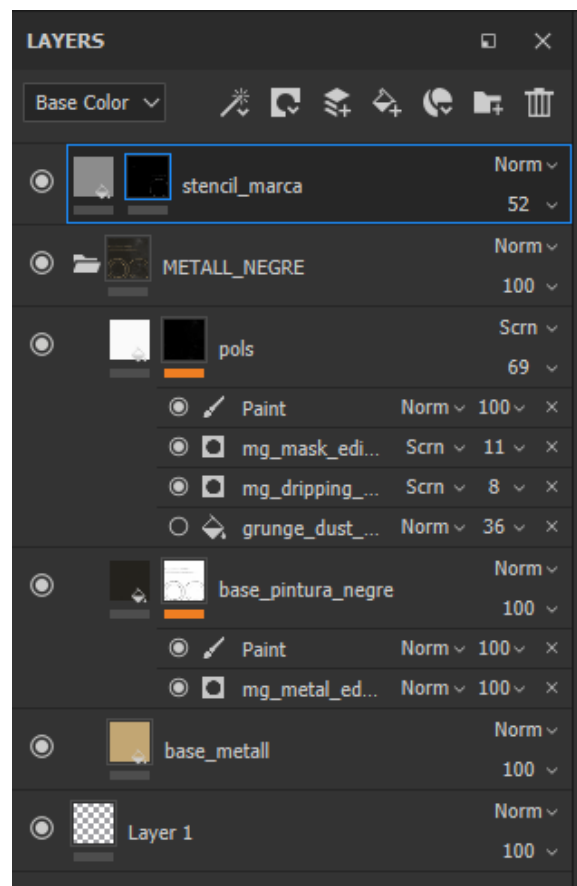 LAYERS
Base Color
stencil_marca Norm
52
METALL_NEGRE Norm
100
pols Scrn
69
Paint Norm 100
mg_mask_edi... Scrn 11
mg_dripping_... Scrn 8
grunge_dust_... Norm 36
base_pintura_negre Norm
100
Paint Norm 100
mg_metal_ed... Norm 100
base_metall Norm
100
Layer 1 Norm
100